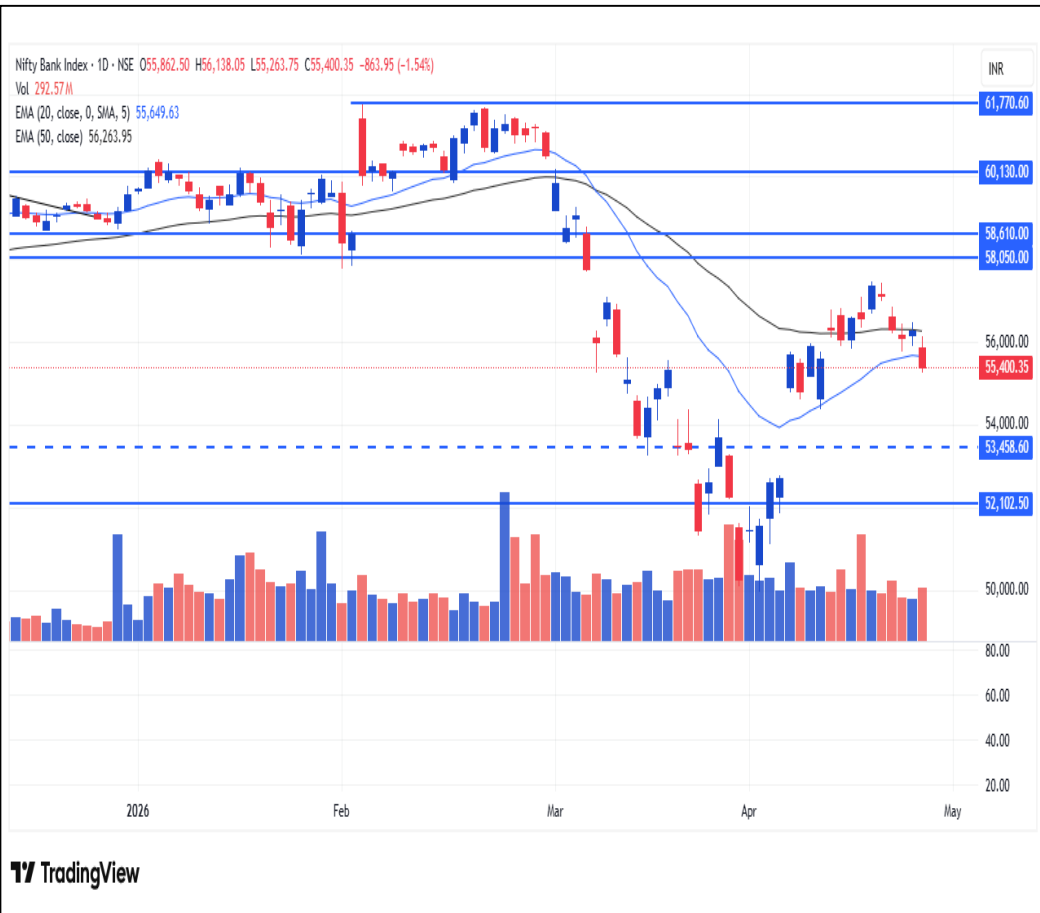 Nifty Bank Index · 1D · NSE O55,862.50 H56,138.05 L55,263.75 C55,400.35 −863.95 (−1.54%)
INR
Vol 292.57M
61,770.60
EMA (20, close, 0, SMA, 5) 55,649.63
EMA (50, close) 56,263.95
60,130.00
58,610.00
58,050.00
56,000.00
55,400.35
54,000.00
53,458.60
52,102.50
50,000.00
80.00
60.00
40.00
20.00
2026 Feb Mar Apr May
TradingView